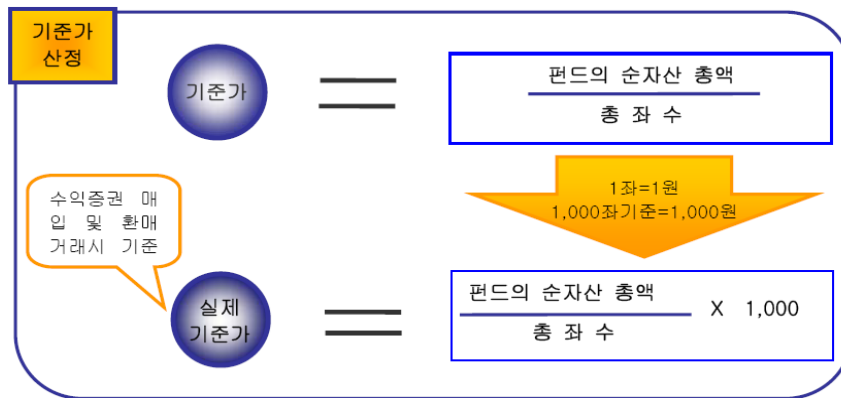 기준가
산정
기준가
펀드의 순자산 총액
총 좌 수
1좌=1원
1,000좌기준=1,000원
수익증권 매
입 및 환매
거래시 기준
실제
기준가
펀드의 순자산 총액
총 좌 수
X 1,000